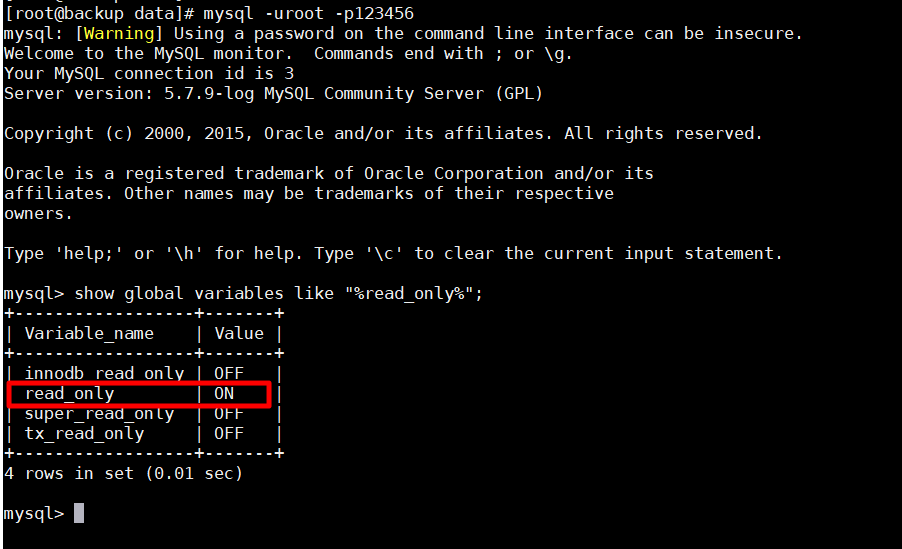 [root@backup data]# mysql -uroot -p123456
mysql: [Warning] Using a password on the command line interface can be insecure.
Welcome to the MySQL monitor.  Commands end with ; or \g.
Your MySQL connection id is 3
Server version: 5.7.9-log MySQL Community Server (GPL)

Copyright (c) 2000, 2015, Oracle and/or its affiliates. All rights reserved.

Oracle is a registered trademark of Oracle Corporation and/or its
affiliates. Other names may be trademarks of their respective
owners.

Type 'help;' or '\h' for help. Type '\c' to clear the current input statement.

mysql> show global variables like "%read_only%";
+------------------+-------+
| Variable_name    | Value |
+------------------+-------+
| innodb_read_only | OFF   |
| read_only        | ON    |
| super_read_only  | OFF   |
| tx_read_only     | OFF   |
+------------------+-------+
4 rows in set (0.01 sec)

mysql>